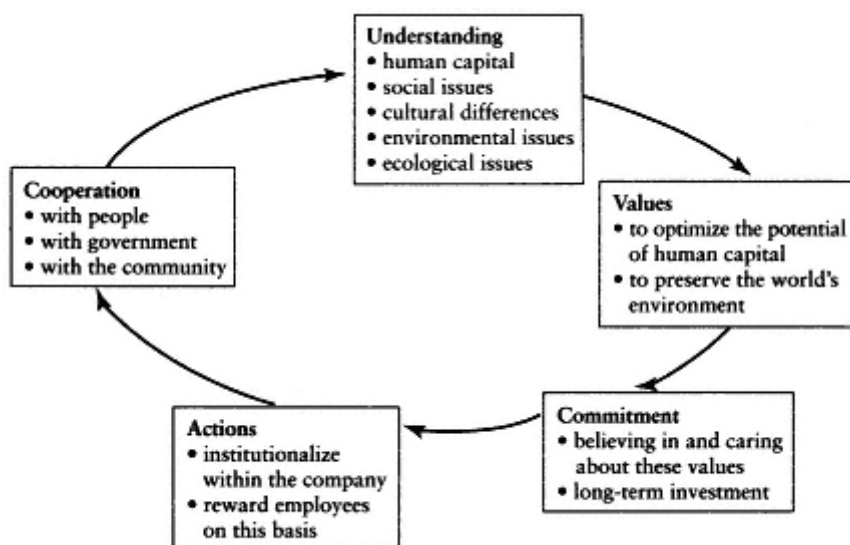 Understanding
• human capital
• social issues
• cultural differences
• environmental issues
• ecological issues
Values
• to optimize the potential
of human capital
• to preserve the world's
environment
Commitment
• believing in and caring
about these values
• long-term investment
Actions
• institutionalize
within the company
• reward employees
on this basis
Cooperation
• with people
• with government
• with the community